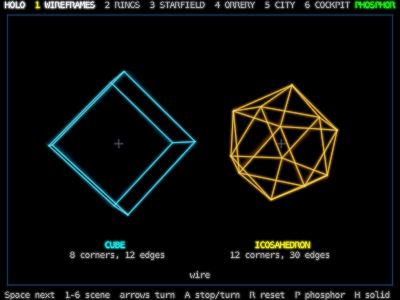 HOLO 1 WIREFRAMES 2 RINGS 3 STARFIELD 4 ORRERY 5 CITY 6 COCKPIT PHOSPHOR
CUBE
8 corners, 12 edges
ICOSAHEDRON
12 corners, 30 edges
wire
Space next 1-6 scene arrows turn A stop/turn R reset P phosphor H solid